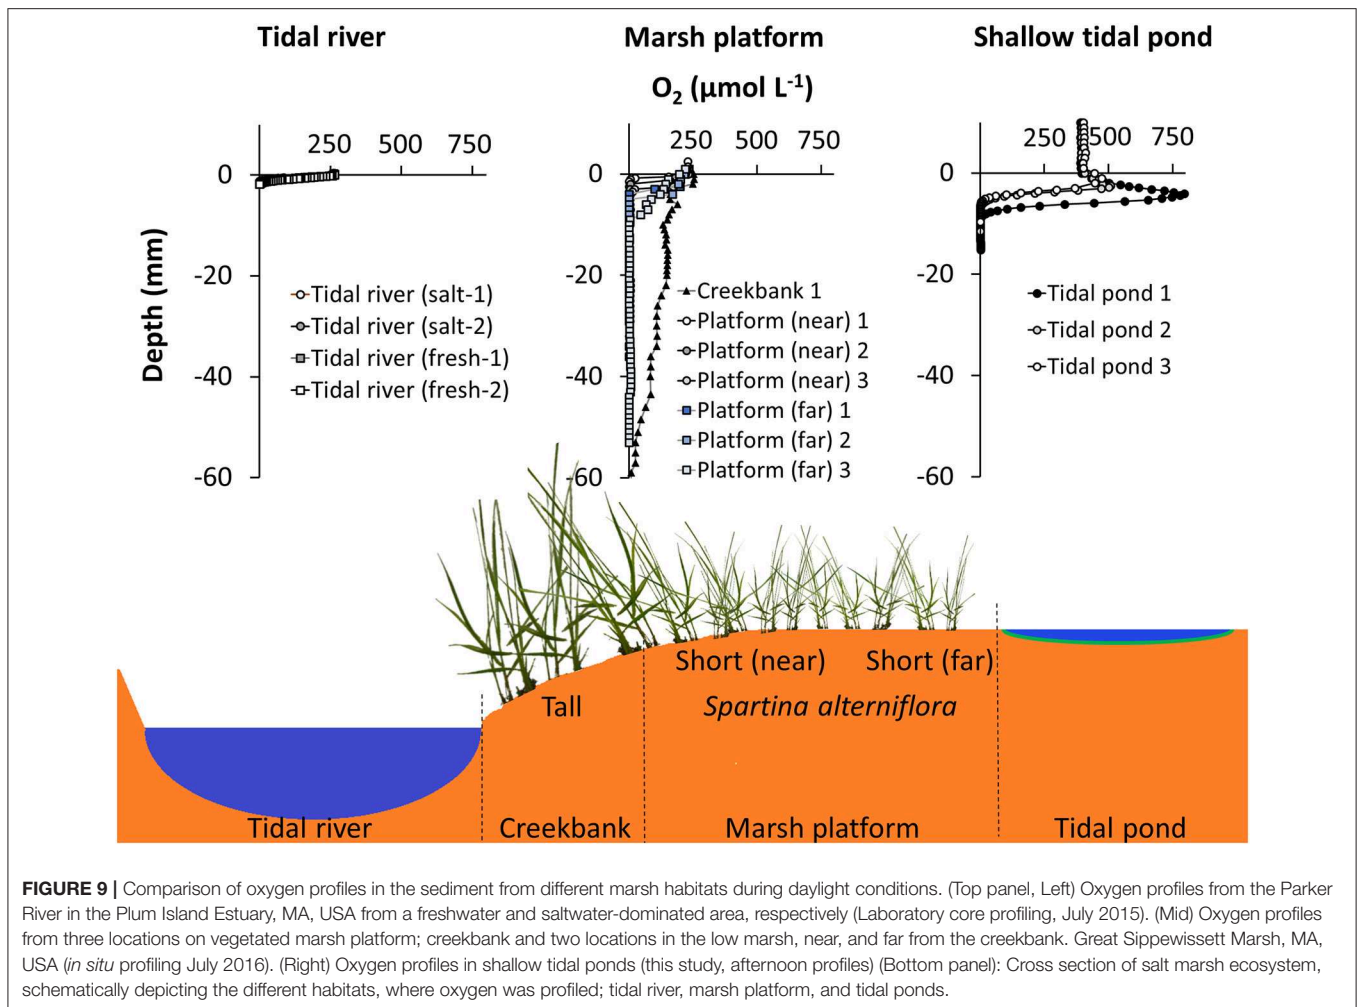 Tidal river
Marsh platform
Shallow tidal pond
O₂ (µmol L⁻¹)
250 500 750
250 500 750
250 500 750
Depth (mm)
0
-20
-40
-60
Tidal river (salt-1)
Tidal river (salt-2)
Tidal river (fresh-1)
Tidal river (fresh-2)
0
-20
-40
-60
Creekbank 1
Platform (near) 1
Platform (near) 2
Platform (near) 3
Platform (far) 1
Platform (far) 2
Platform (far) 3
0
-20
-40
-60
Tidal pond 1
Tidal pond 2
Tidal pond 3
Short (near) Short (far)
Tall Spartina alterniflora
Tidal river Creekbank Marsh platform Tidal pond
FIGURE 9 | Comparison of oxygen profiles in the sediment from different marsh habitats during daylight conditions. (Top panel, Left) Oxygen profiles from the Parker
River in the Plum Island Estuary, MA, USA from a freshwater and saltwater-dominated area, respectively (Laboratory core profiling, July 2015). (Mid) Oxygen profiles
from three locations on vegetated marsh platform; creekbank and two locations in the low marsh, near, and far from the creekbank. Great Sippewissett Marsh, MA,
USA (in situ profiling July 2016). (Right) Oxygen profiles in shallow tidal ponds (this study, afternoon profiles) (Bottom panel): Cross section of salt marsh ecosystem,
schematically depicting the different habitats, where oxygen was profiled; tidal river, marsh platform, and tidal ponds.